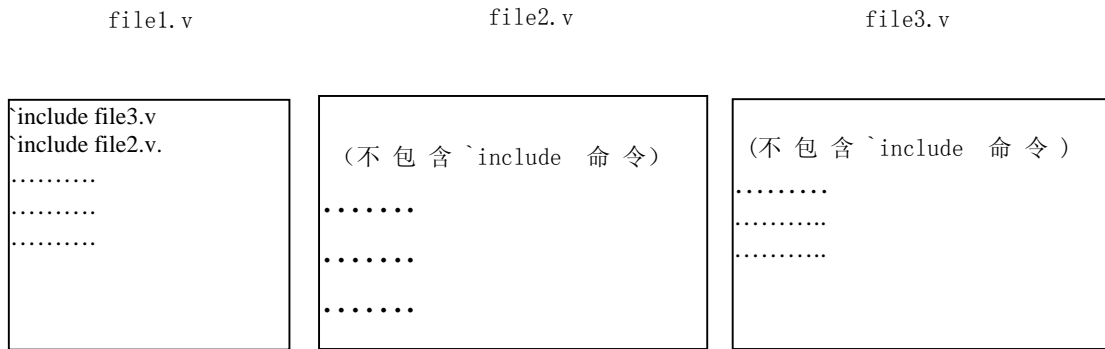 file1.v
file2.v
file3.v
`include file3.v
`include file2.v.
……….
……….
……….
（不 包 含 `include 命 令）
·······
·······
·······
(不 包 含 `include 命 令 )
………
………..
………..